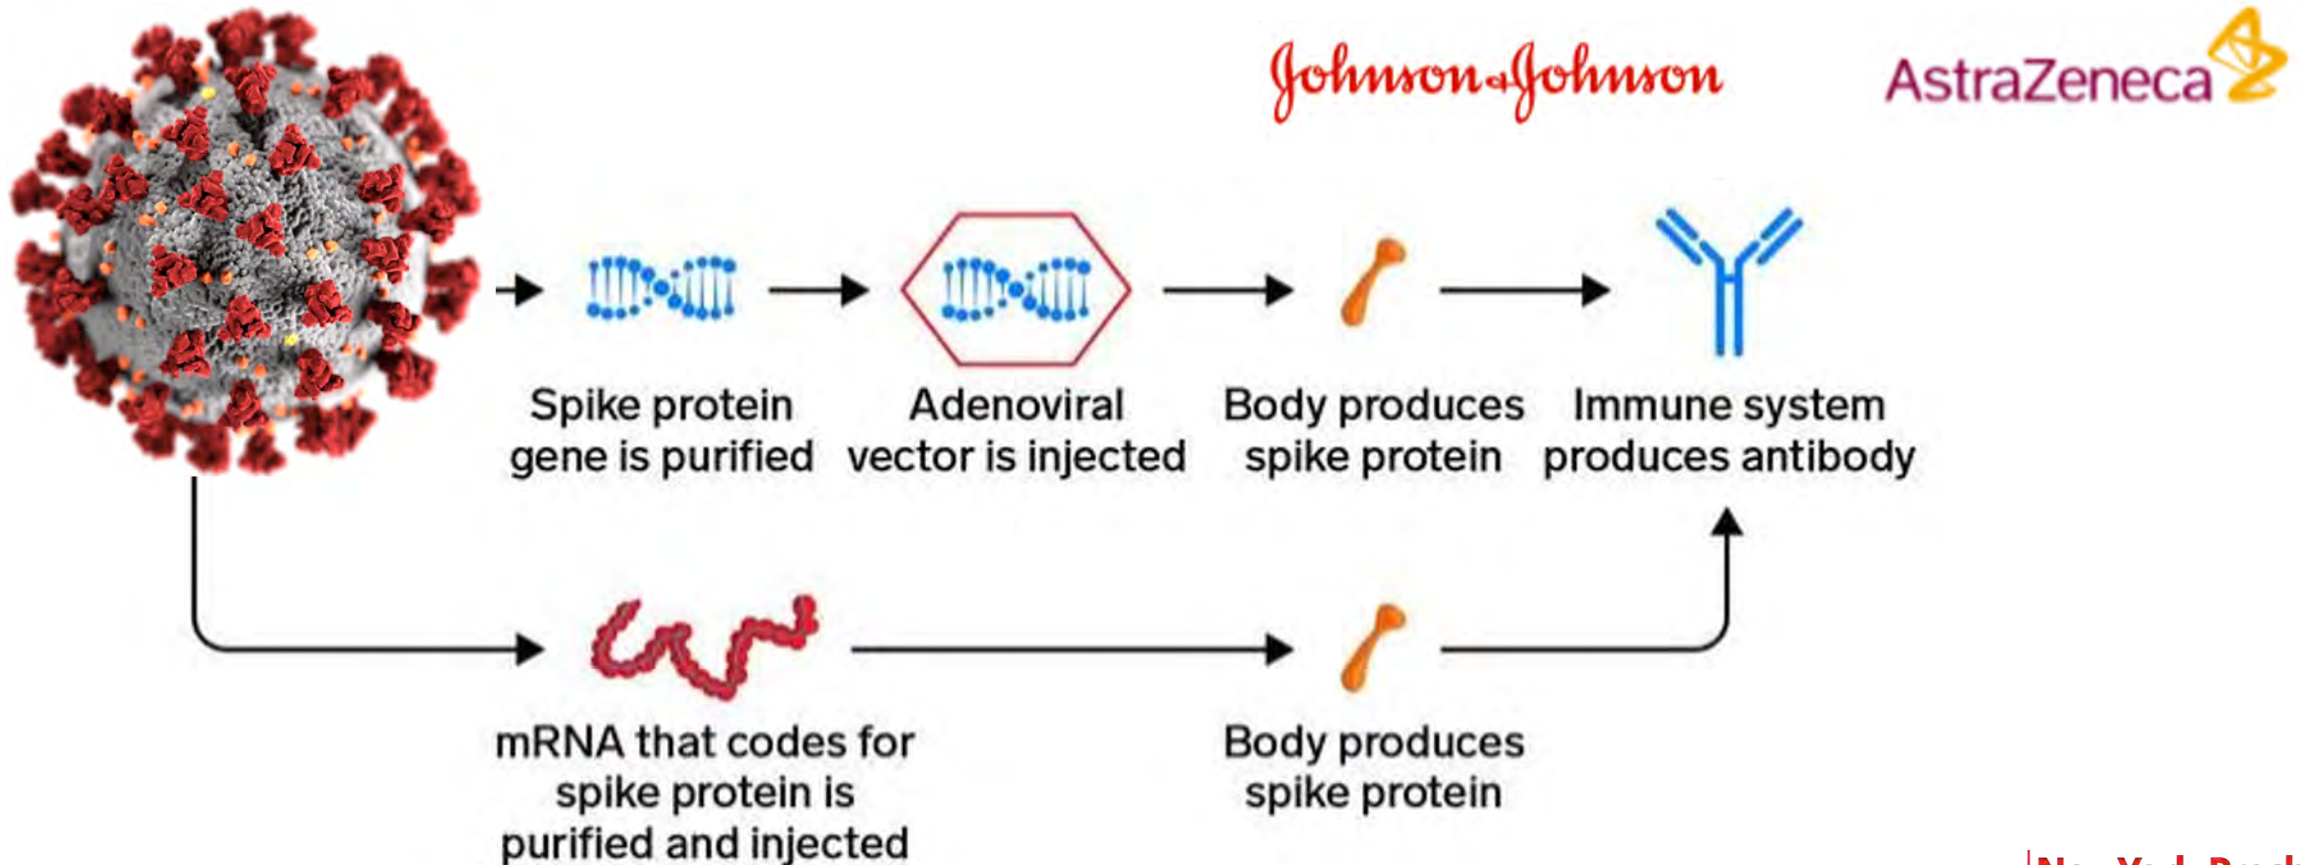 Johnson&Johnson
AstraZeneca
Spike protein
gene is purified
Adenoviral
vector is injected
Body produces
spike protein
Immune system
produces antibody
mRNA that codes for
spike protein is
purified and injected
Body produces
spike protein